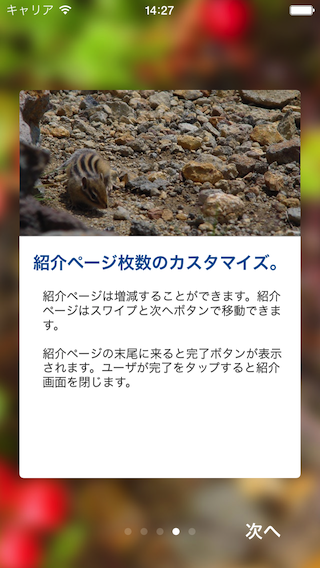 キャリア 14:27
紹介ページ枚数のカスタマイズ。
紹介ページは増減することができます。紹介
ページはスワイプと次へボタンで移動できま
す。
紹介ページの末尾に来ると完了ボタンが表示
されます。ユーザが完了をタップすると紹介
画面を閉じます。
次へ